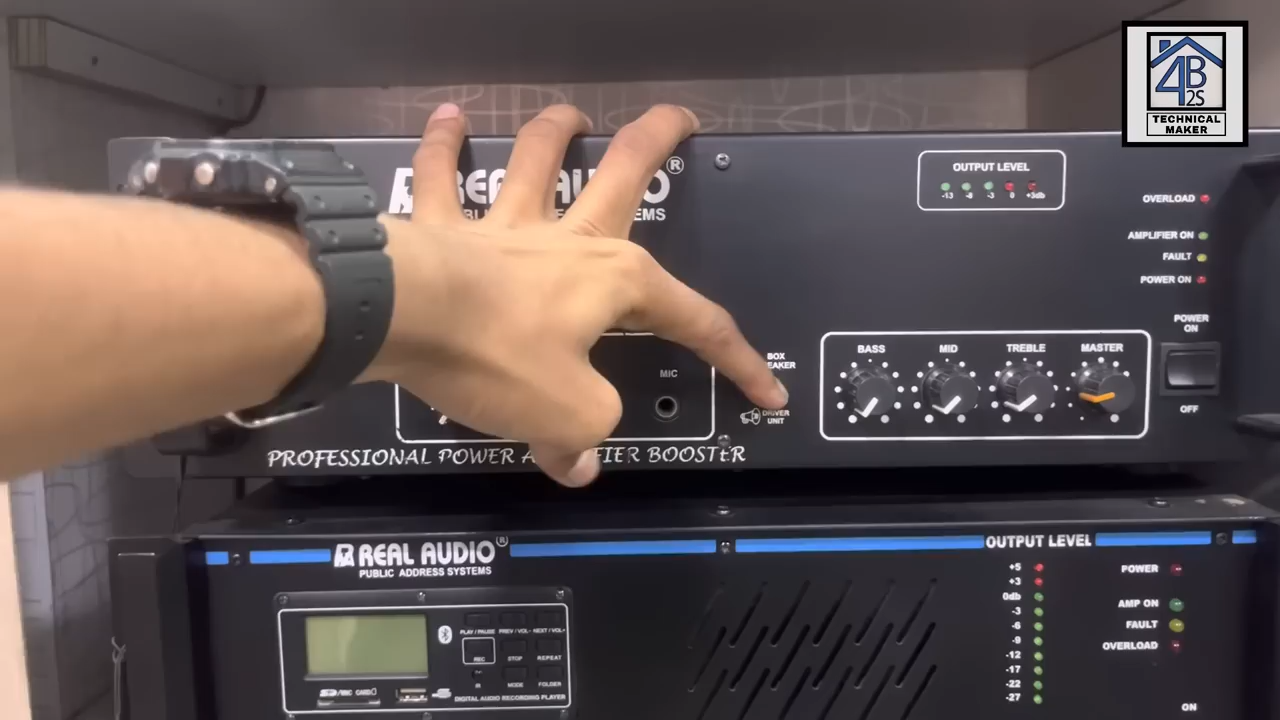 4B
2S
TECHNICAL
MAKER
OUTPUT LEVEL
-13 -8 -3 0 +3db
OVERLOAD
AMPLIFIER ON
FAULT
POWER ON
POWER
ON
OFF
BOX
DRIVER
UNIT
MIC
BASS MID TREBLE MASTER
PROFESSIONAL POWER BOOSTER
REAL AUDIO ®
PUBLIC ADDRESS SYSTEMS
OUTPUT LEVEL
+5
+3
0db
-3
-6
-9
-12
-17
-22
-27
POWER
AMP ON
FAULT
OVERLOAD
ON
PLAY / PAUSE PREV / VOL- NEXT / VOL+
REC STOP REPEAT
IR MODE FOLDER
DIGITAL AUDIO RECORDING PLAYER